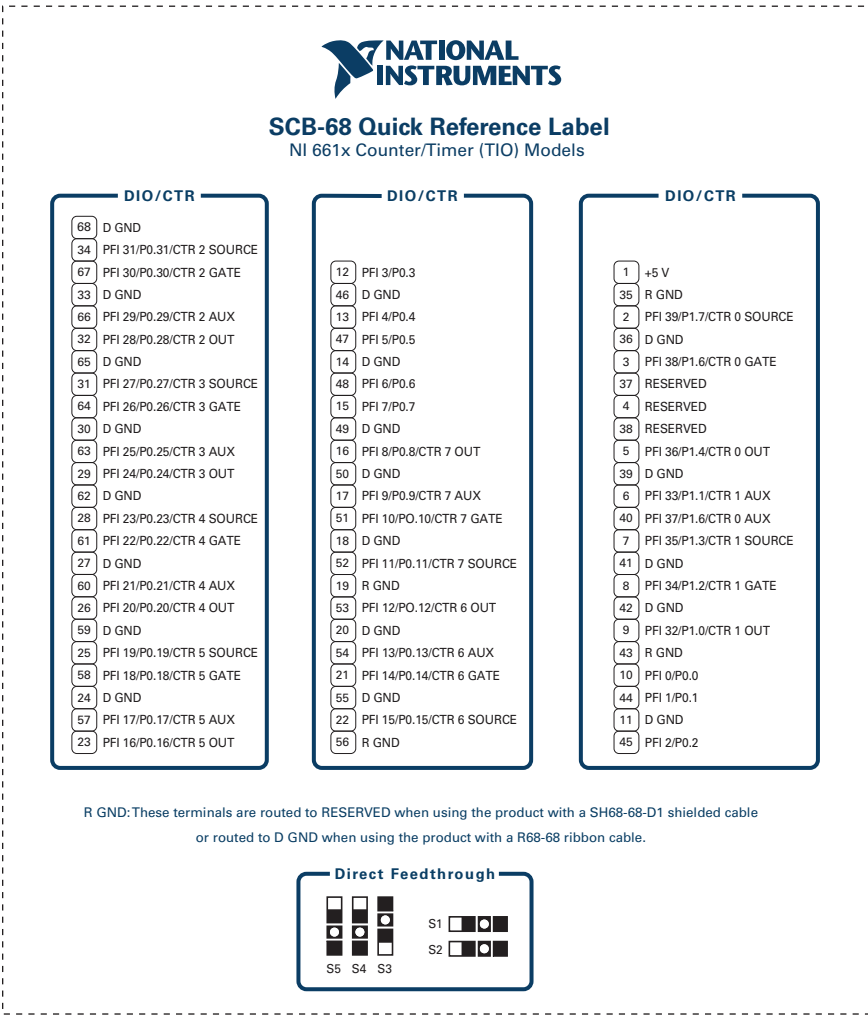 NATIONAL
INSTRUMENTS
SCB-68 Quick Reference Label
NI 661x Counter/Timer (TIO) Models
DIO/CTR
68 D GND
34 PFI 31/P0.31/CTR 2 SOURCE
67 PFI 30/P0.30/CTR 2 GATE
33 D GND
66 PFI 29/P0.29/CTR 2 AUX
32 PFI 28/P0.28/CTR 2 OUT
65 D GND
31 PFI 27/P0.27/CTR 3 SOURCE
64 PFI 26/P0.26/CTR 3 GATE
30 D GND
63 PFI 25/P0.25/CTR 3 AUX
29 PFI 24/P0.24/CTR 3 OUT
62 D GND
28 PFI 23/P0.23/CTR 4 SOURCE
61 PFI 22/P0.22/CTR 4 GATE
27 D GND
60 PFI 21/P0.21/CTR 4 AUX
26 PFI 20/P0.20/CTR 4 OUT
59 D GND
25 PFI 19/P0.19/CTR 5 SOURCE
58 PFI 18/P0.18/CTR 5 GATE
24 D GND
57 PFI 17/P0.17/CTR 5 AUX
23 PFI 16/P0.16/CTR 5 OUT
DIO/CTR
12 PFI 3/P0.3
46 D GND
13 PFI 4/P0.4
47 PFI 5/P0.5
14 D GND
48 PFI 6/P0.6
15 PFI 7/P0.7
49 D GND
16 PFI 8/P0.8/CTR 7 OUT
50 D GND
17 PFI 9/P0.9/CTR 7 AUX
51 PFI 10/PO.10/CTR 7 GATE
18 D GND
52 PFI 11/P0.11/CTR 7 SOURCE
19 R GND
53 PFI 12/PO.12/CTR 6 OUT
20 D GND
54 PFI 13/P0.13/CTR 6 AUX
21 PFI 14/P0.14/CTR 6 GATE
55 D GND
22 PFI 15/P0.15/CTR 6 SOURCE
56 R GND
DIO/CTR
1 +5 V
35 R GND
2 PFI 39/P1.7/CTR 0 SOURCE
36 D GND
3 PFI 38/P1.6/CTR 0 GATE
37 RESERVED
4 RESERVED
38 RESERVED
5 PFI 36/P1.4/CTR 0 OUT
39 D GND
6 PFI 33/P1.1/CTR 1 AUX
40 PFI 37/P1.6/CTR 0 AUX
7 PFI 35/P1.3/CTR 1 SOURCE
41 D GND
8 PFI 34/P1.2/CTR 1 GATE
42 D GND
9 PFI 32/P1.0/CTR 1 OUT
43 R GND
10 PFI 0/P0.0
44 PFI 1/P0.1
11 D GND
45 PFI 2/P0.2
R GND: These terminals are routed to RESERVED when using the product with a SH68-68-D1 shielded cable
or routed to D GND when using the product with a R68-68 ribbon cable.
Direct Feedthrough
S5 S4 S3
S1
S2